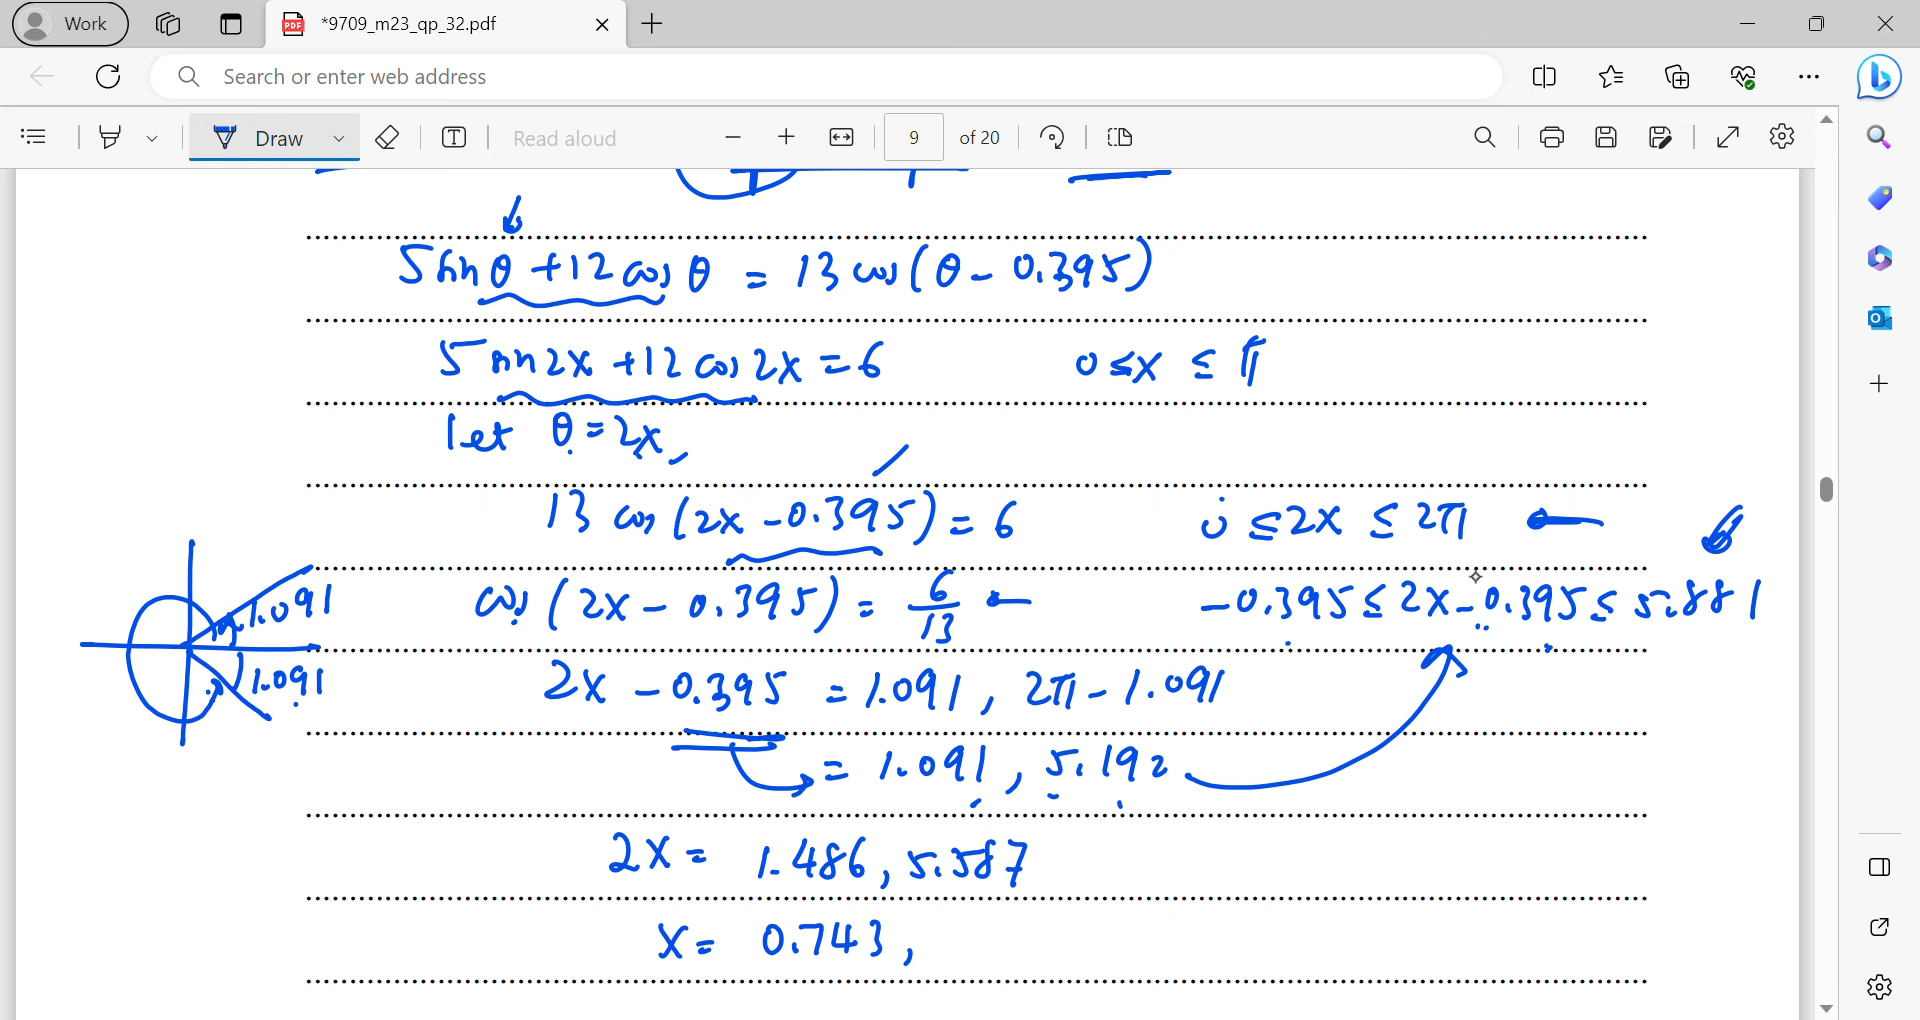 Work
*9709_m23_qp_32.pdf
Search or enter web address
Draw
Read aloud
9 of 20
5 sin θ + 12 cos θ = 13 cos (θ - 0.395)
5 sin 2x + 12 cos 2x = 6 0 ≤ x ≤ π
let θ = 2x,
13 cos (2x - 0.395) = 6 0 ≤ 2x ≤ 2π
cos (2x - 0.395) = 6/13 -0.395 ≤ 2x - 0.395 ≤ 5.881
1.091
1.091
2x - 0.395 = 1.091, 2π - 1.091
= 1.091, 5.192
2x = 1.486, 5.587
x = 0.743,